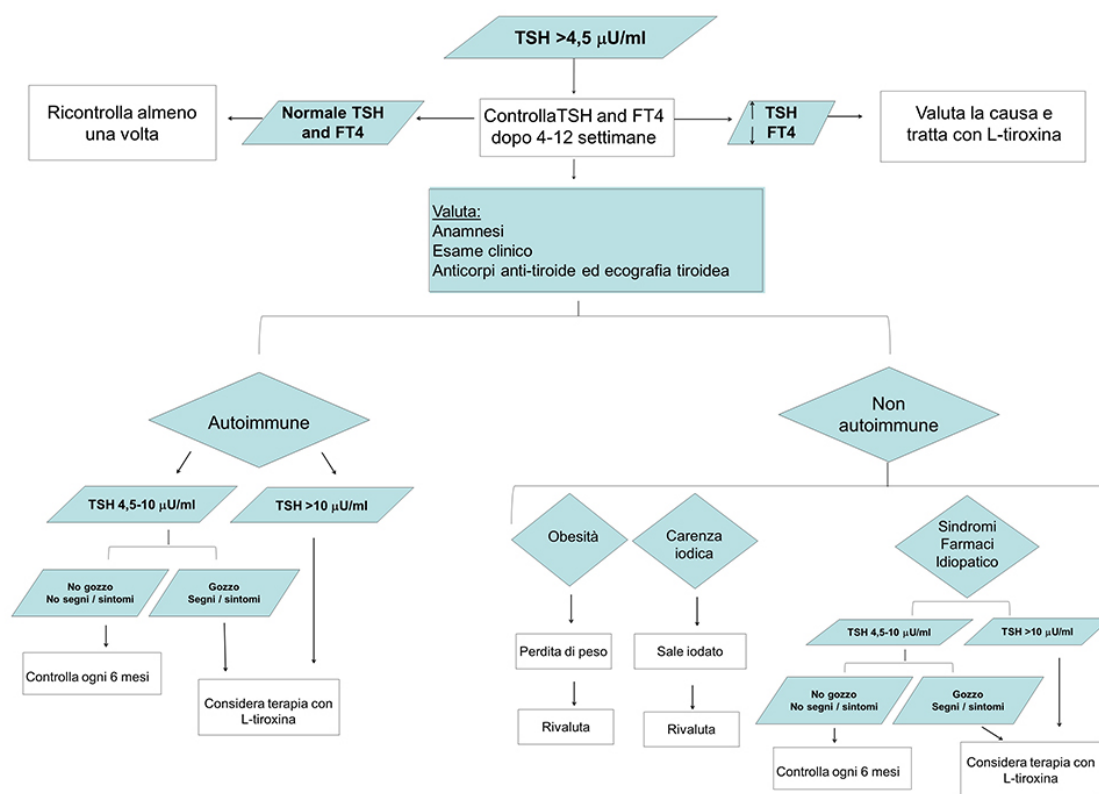 TSH >4,5 μU/ml
Ricontrolla almeno
una volta
Normale TSH
and FT4
ControllaTSH and FT4
dopo 4-12 settimane
TSH
FT4
Valuta la causa e
tratta con L-tiroxina
Valuta:
Anamnesi
Esame clinico
Anticorpi anti-tiroide ed ecografia tiroidea
Autoimmune
Non
autoimmune
TSH 4,5-10 μU/ml
TSH >10 μU/ml
No gozzo
No segni / sintomi
Gozzo
Segni / sintomi
Controlla ogni 6 mesi
Considera terapia con
L-tiroxina
Obesità
Carenza
iodica
Sindromi
Farmaci
Idiopatico
Perdita di peso
Sale iodato
Rivaluta
Rivaluta
TSH 4,5-10 μU/ml
TSH >10 μU/ml
No gozzo
No segni / sintomi
Gozzo
Segni / sintomi
Controlla ogni 6 mesi
Considera terapia con
L-tiroxina